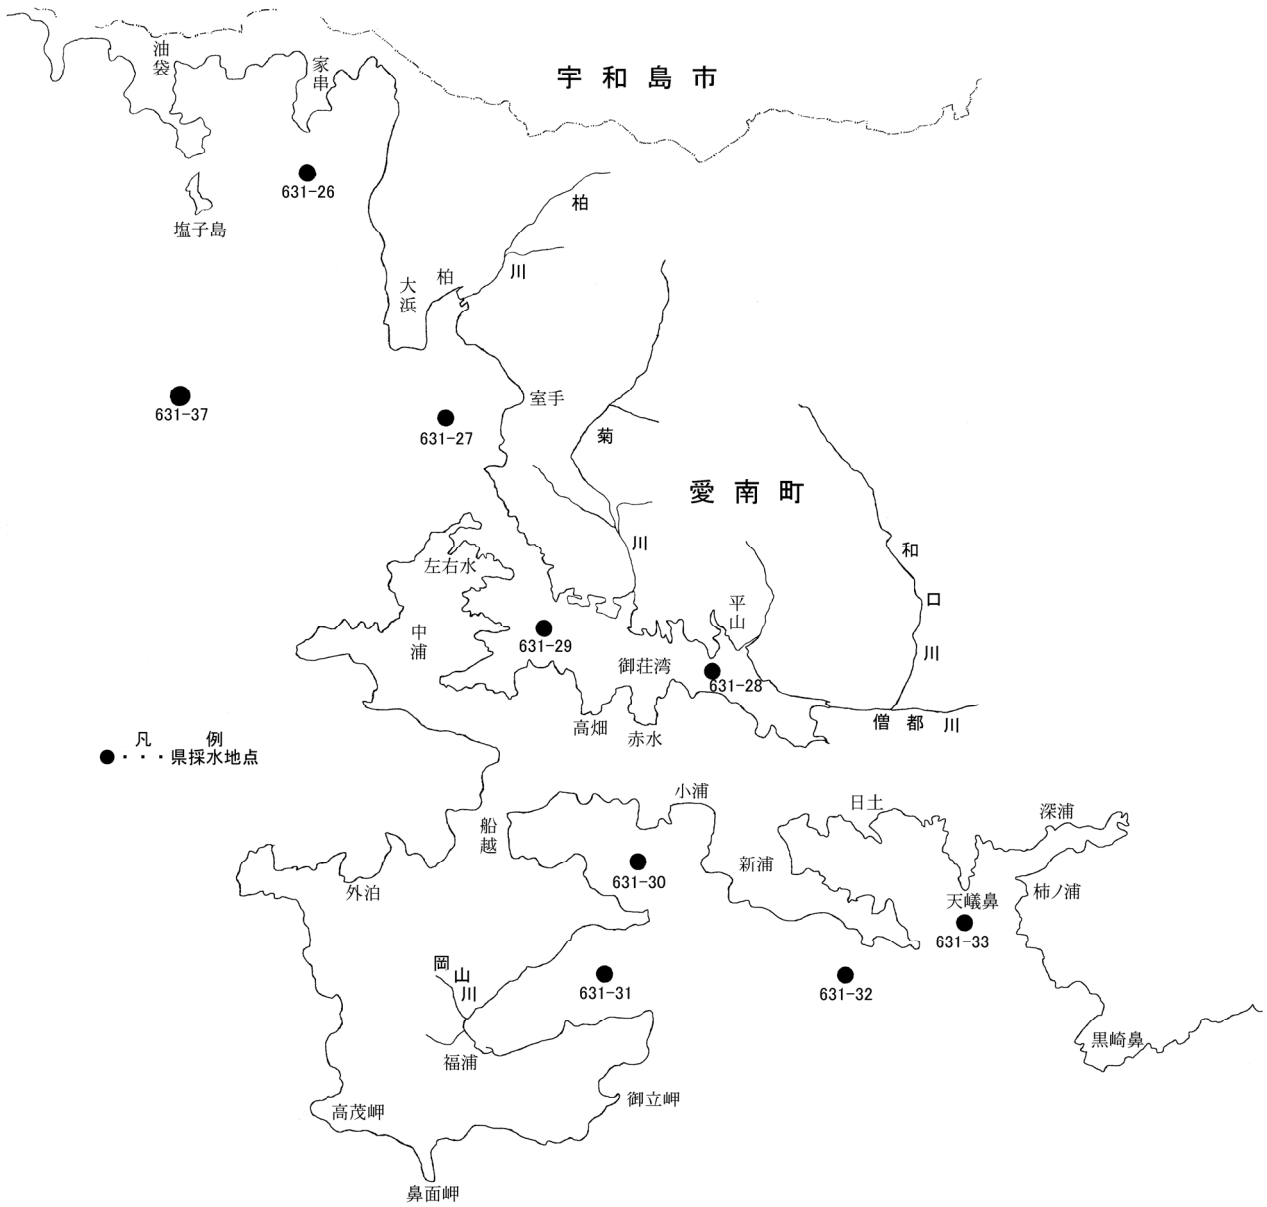 油袋
家串
宇和島市
631-26
塩子島
柏
川
柏
大浜
室手
631-37
631-27
菊
愛南町
川
和
口
川
左右水
平山
中浦
631-29
御荘湾
631-28
高畑
赤水
僧都川
凡 例
●・・・県採水地点
小浦
日土
深浦
船越
新浦
631-30
外泊
柿ノ浦
天嶬鼻
631-33
岡山川
631-31
631-32
黒崎鼻
福浦
御立岬
高茂岬
鼻面岬